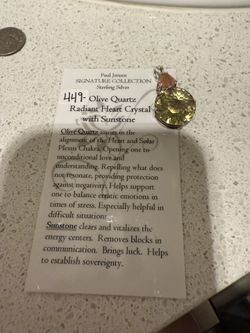 Paul Jensen
SIGNATURE COLLECTION
Sterling Silver
449- Olive Quartz
Radiant Heart Crystal
with Sunstone
Olive Quartz assists in the
alignment of the Heart and Solar
Plexus Chakra. Opening one to
unconditional love and
understanding. Repelling what does
not resonate, providing protection
against negativity. Helps support
one to balance erratic emotions in
times of stress. Especially helpful in
difficult situations.
Sunstone clears and vitalizes the
energy centers. Removes blocks in
communication. Brings luck. Helps
to establish sovereignty.